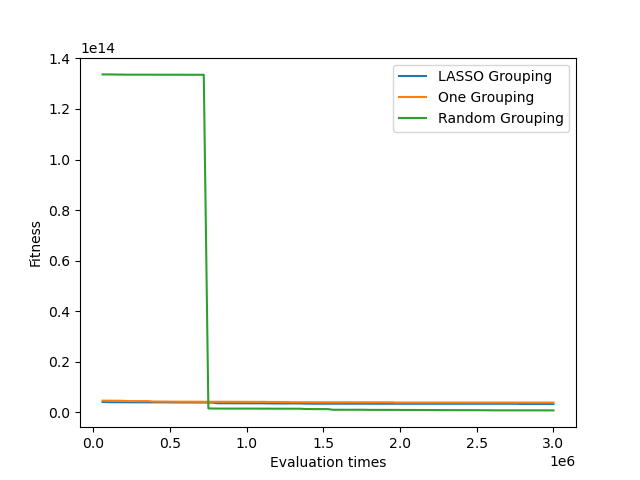 1e14
1.4
1.2
1.0
0.8
0.6
0.4
0.2
0.0
Fitness
LASSO Grouping
One Grouping
Random Grouping
0.0 0.5 1.0 1.5 2.0 2.5 3.0
Evaluation times
1e6